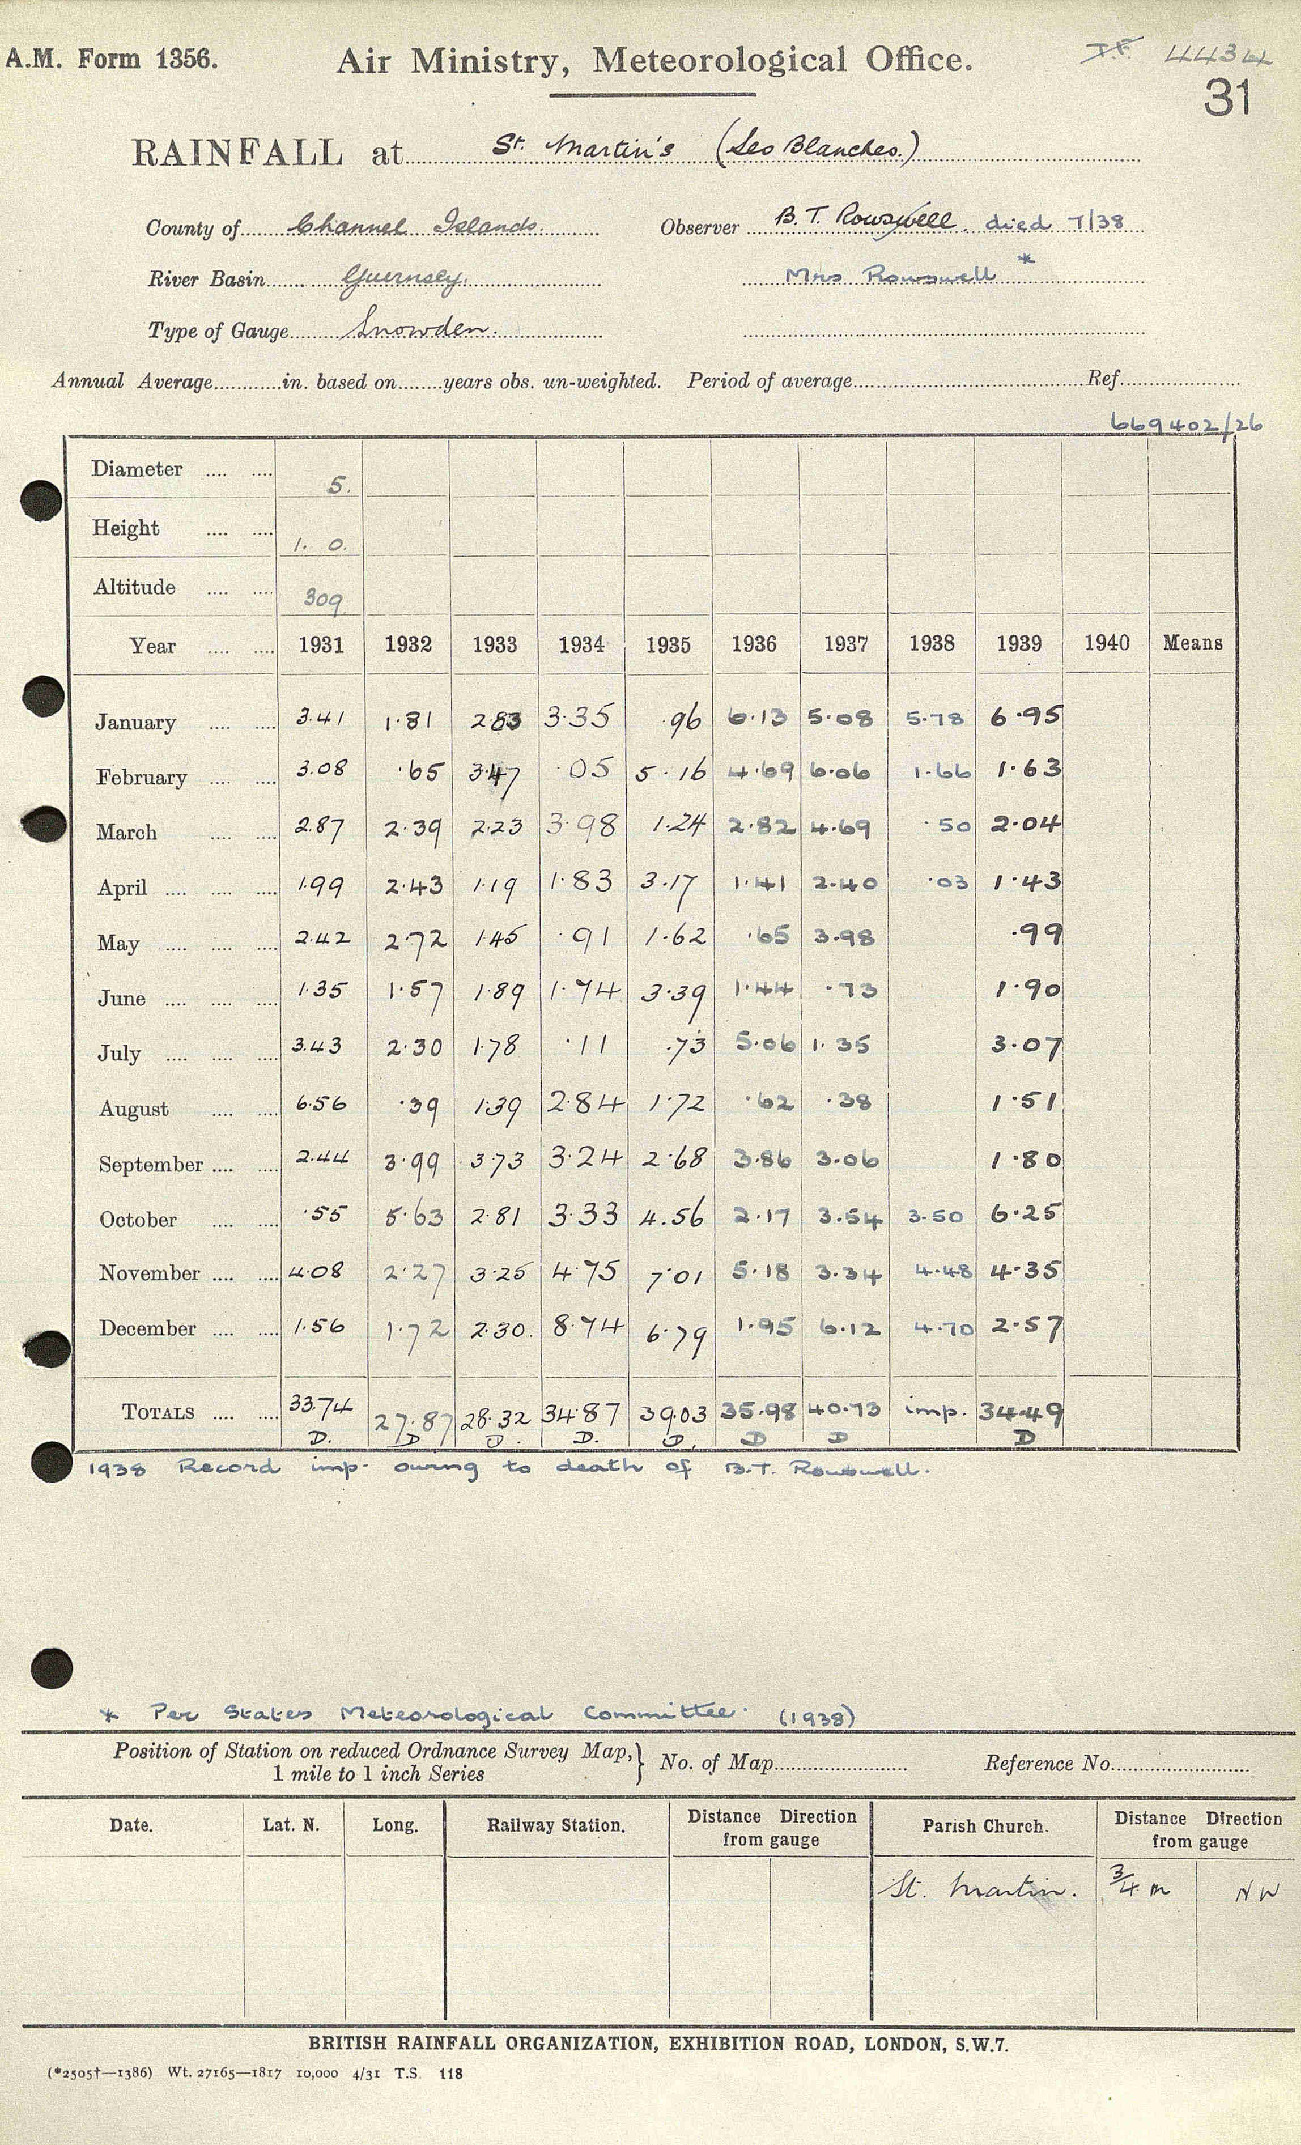 A.M. Form 1356. Air Ministry, Meteorological Office. I.F. 4434
31
RAINFALL at St. Martin's (Les Blanches.)
County of Channel Islands. Observer B. T. Rowswell. died 7/38
River Basin Guernsey. Mrs Rowswell *
Type of Gauge Snowden.
Annual Average in. based on years obs. un-weighted. Period of average Ref.
669402/26
Diameter 5.
Height 1. 0.
Altitude 309
Year 1931 1932 1933 1934 1935 1936 1937 1938 1939 1940 Means
January 3.41 1.81 2.83 3.35 .96 6.13 5.08 5.78 6.95
February 3.08 .65 3.47 .05 5.16 4.69 6.06 1.66 1.63
March 2.87 2.39 2.23 3.98 1.24 2.82 4.69 .50 2.04
April 1.99 2.43 1.19 1.83 3.17 1.41 2.40 .03 1.43
May 2.42 2.72 1.45 .91 1.62 .65 3.98 .99
June 1.35 1.57 1.89 1.74 3.39 1.44 .73 1.90
July 3.43 2.30 1.78 .11 .73 5.06 1.35 3.07
August 6.56 .39 1.39 2.84 1.72 .62 .38 1.51
September 2.44 3.99 3.73 3.24 2.68 3.86 3.06 1.80
October .55 5.63 2.81 3.33 4.56 2.17 3.54 3.50 6.25
November 4.08 2.27 3.25 4.75 7.01 5.18 3.34 4.48 4.35
December 1.56 1.72 2.30. 8.74 6.79 1.95 6.12 4.70 2.57
TOTALS 33.74 27.87 28.32 34.87 39.03 35.98 40.73 imp. 34.49
D. D D. D. D. D D D
1938 Record imp. owing to death of B.T. Rowswell.
* Per States Meteorological Committee. (1938)
Position of Station on reduced Ordnance Survey Map, 1 mile to 1 inch Series } No. of Map Reference No.
Date. Lat. N. Long. Railway Station. Distance Direction from gauge Parish Church. Distance Direction from gauge
St. Martin. 3/4 m NW
BRITISH RAINFALL ORGANIZATION, EXHIBITION ROAD, LONDON, S.W.7.
(*2505†—1386) Wt. 27165—1817 10,000 4/31 T.S. 118